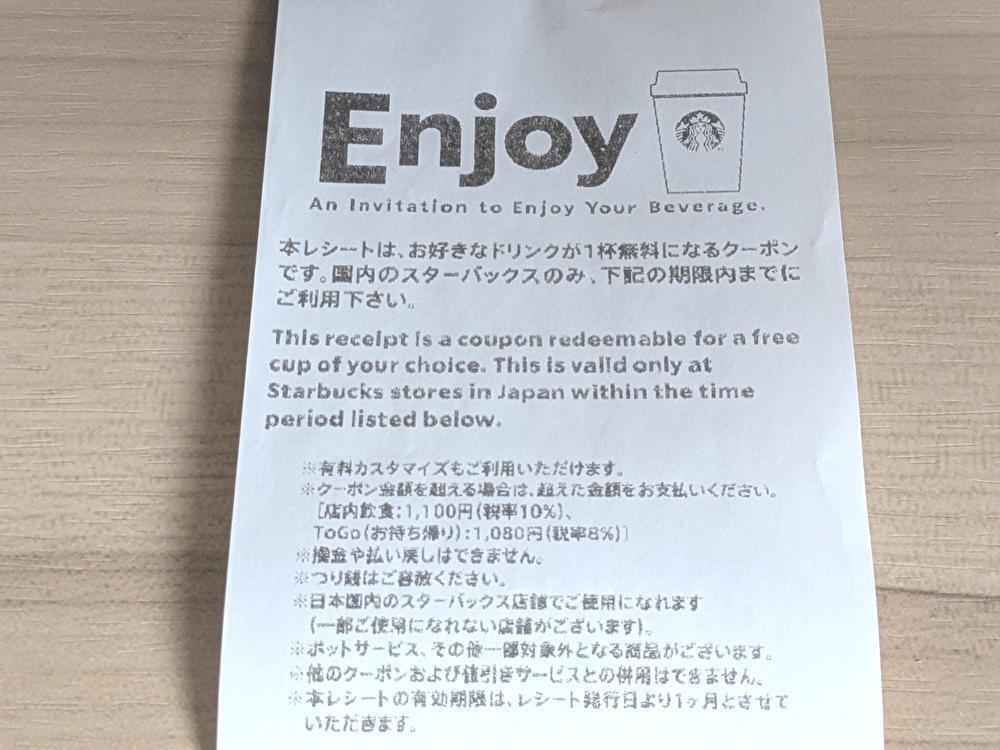 Enjoy
An Invitation to Enjoy Your Beverage.
本レシートは、お好きなドリンクが1杯無料になるクーポン
です。国内のスターバックスのみ、下記の期限内までに
ご利用下さい。
This receipt is a coupon redeemable for a free
cup of your choice. This is valid only at
Starbucks stores in Japan within the time
period listed below.
※有料カスタマイズもご利用いただけます。
※クーポン金額を超える場合は、超えた金額をお支払いください。
[店内飲食:1,100円(税率10%)、
ToGo(お持ち帰り):1,080円(税率8%)]
※換金や払い戻しはできません。
※つり銭はご容赦ください。
※日本国内のスターバックス店舗でご使用になれます
(一部ご使用になれない店舗がございます)。
※ポットサービス、その他一部対象外となる商品がございます。
※他のクーポンおよび値引きサービスとの併用はできません。
※本レシートの有効期限は、レシート発行日より1ヶ月とさせて
いただきます。